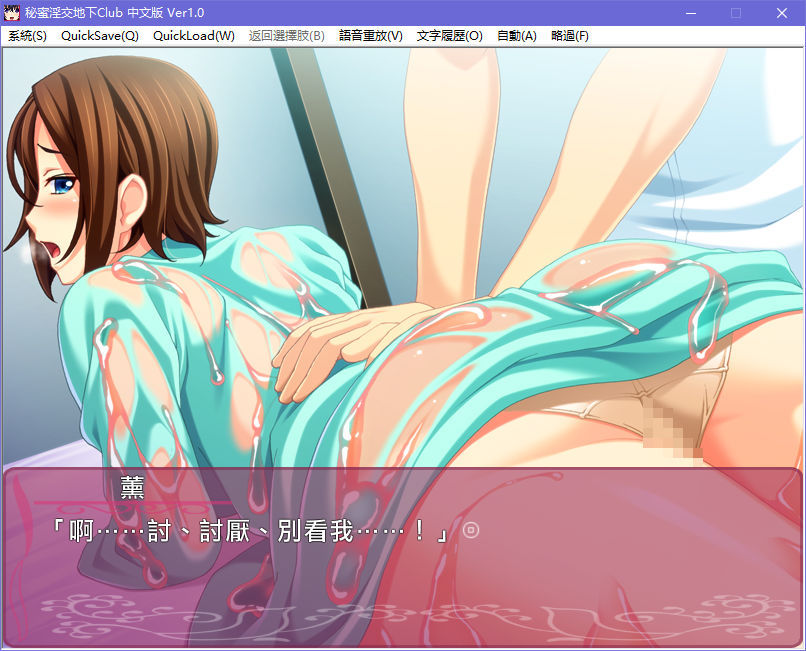 秘蜜淫交地下Club 中文版 Ver1.0
系統(S) QuickSave(Q) QuickLoad(W) 返回選擇肢(B) 語音重放(V) 文字履歷(O) 自動(A) 略過(F)
薰
「啊……討、討厭、別看我……！」